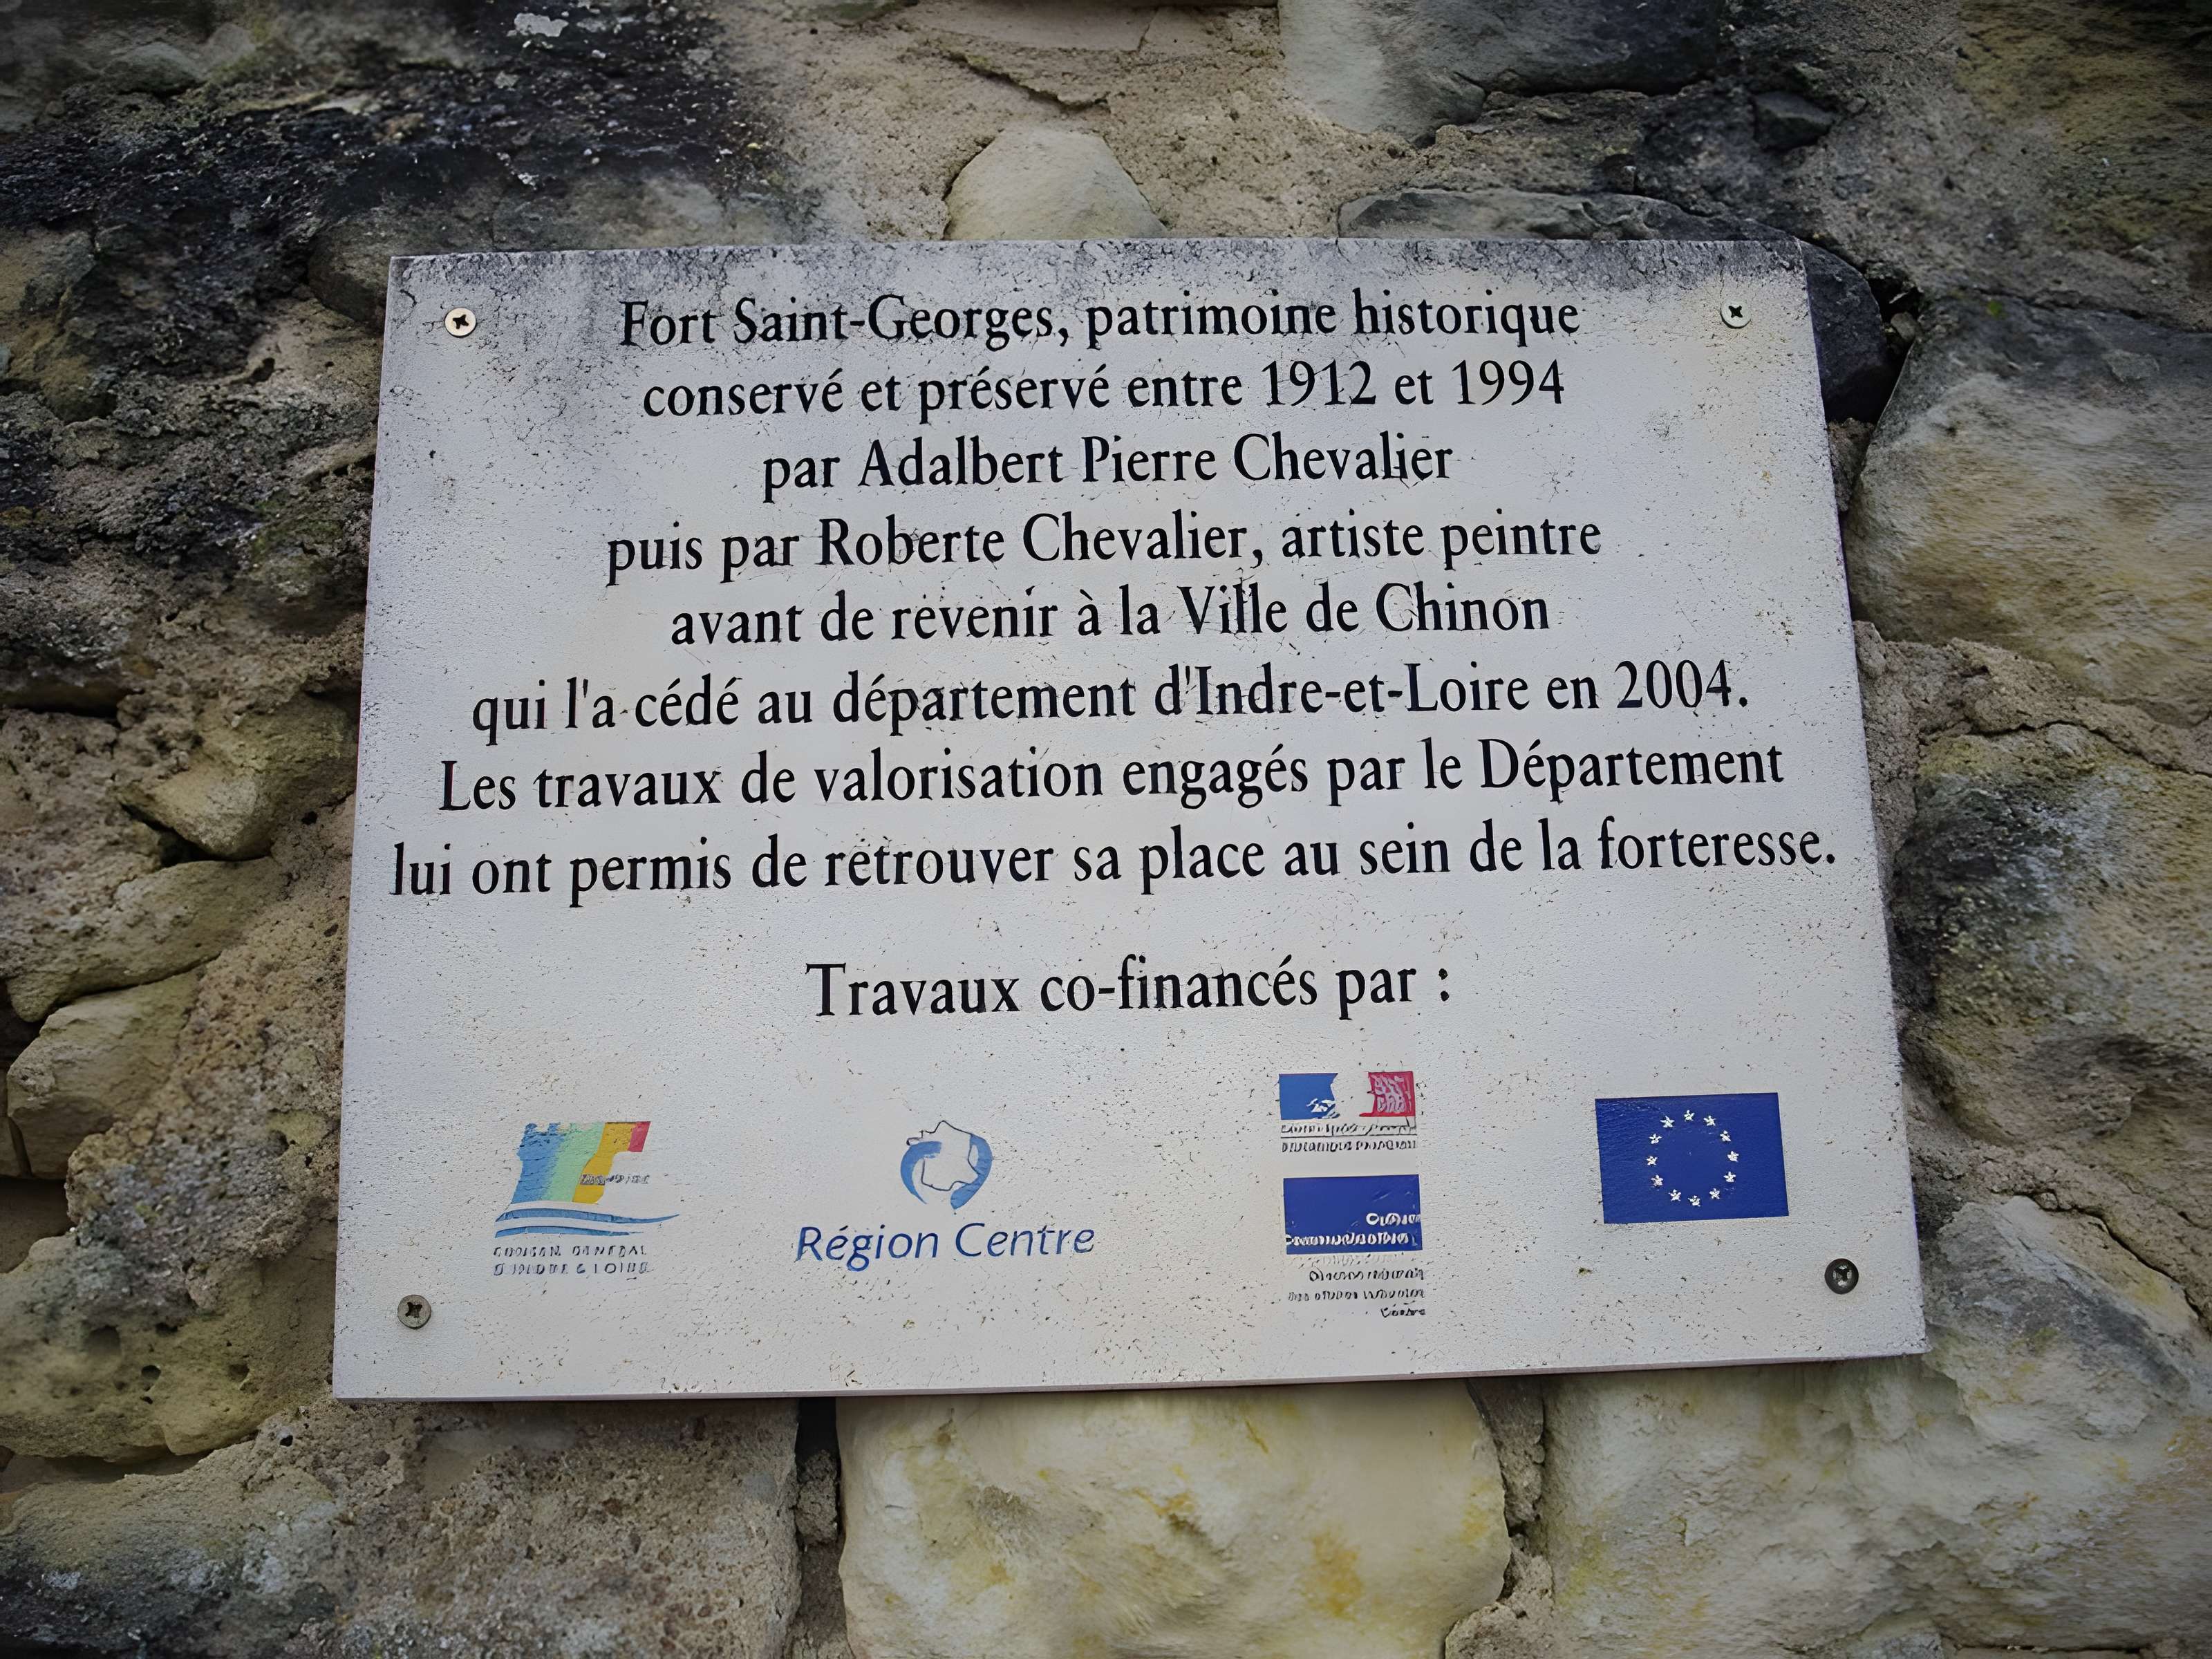 Fort Saint-Georges, patrimoine historique
conservé et préservé entre 1912 et 1994
par Adalbert Pierre Chevalier
puis par Roberte Chevalier, artiste peintre
avant de revenir à la Ville de Chinon
qui l'a cédé au département d'Indre-et-Loire en 2004.
Les travaux de valorisation engagés par le Département
lui ont permis de retrouver sa place au sein de la forteresse.
Travaux co-financés par :
Région Centre